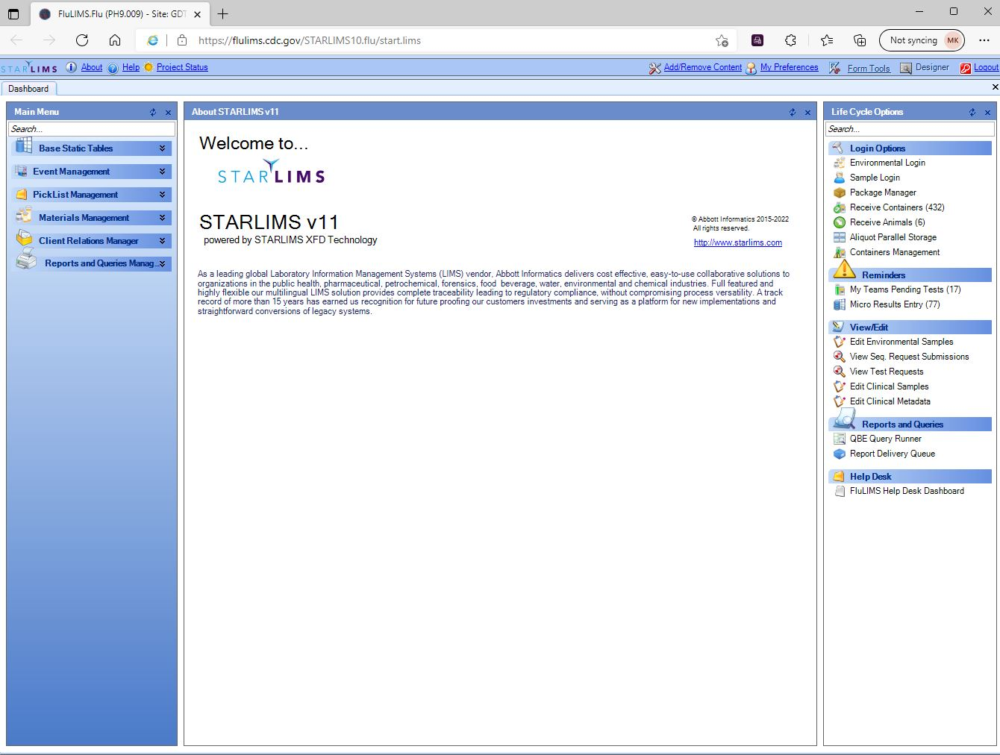 FluLIMS.Flu (PH9.009) - Site: GDT
https://flulims.cdc.gov/STARLIMS10.flu/start.lims
Not syncing MK
STARLIMS About Help Project Status Add/Remove Content My Preferences Form Tools Designer Logout
Dashboard
Main Menu
Search...
Base Static Tables
Event Management
PickList Management
Materials Management
Client Relations Manager
Reports and Queries Manag...
About STARLIMS v11
Welcome to...
STARLIMS
STARLIMS v11
powered by STARLIMS XFD Technology
© Abbott Informatics 2015-2022
All rights reserved.
http://www.starlims.com
As a leading global Laboratory Information Management Systems (LIMS) vendor, Abbott Informatics delivers cost effective, easy-to-use collaborative solutions to
organizations in the public health, pharmaceutical, petrochemical, forensics, food beverage, water, environmental and chemical industries. Full featured and
highly flexible our multilingual LIMS solution provides complete traceability leading to regulatory compliance, without compromising process versatility. A track
record of more than 15 years has earned us recognition for future proofing our customers investments and serving as a platform for new implementations and
straightforward conversions of legacy systems.
Life Cycle Options
Search...
Login Options
Environmental Login
Sample Login
Package Manager
Receive Containers (432)
Receive Animals (6)
Aliquot Parallel Storage
Containers Management
Reminders
My Teams Pending Tests (17)
Micro Results Entry (77)
View/Edit
Edit Environmental Samples
View Seq. Request Submissions
View Test Requests
Edit Clinical Samples
Edit Clinical Metadata
Reports and Queries
QBE Query Runner
Report Delivery Queue
Help Desk
FluLIMS Help Desk Dashboard